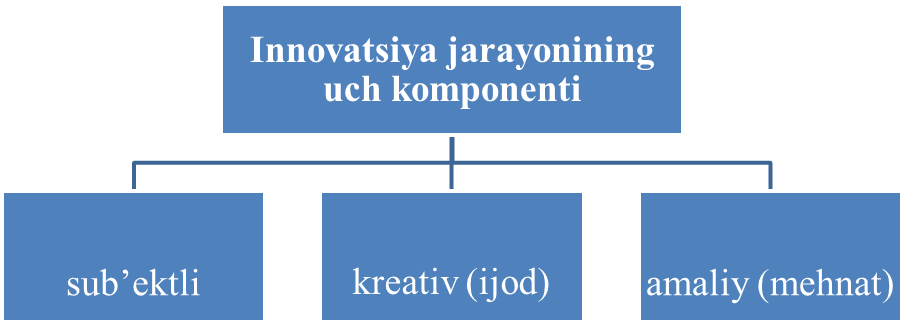 Innovatsiya jarayonining
uch komponenti
sub’ektli
kreativ (ijod)
amaliy (mehnat)